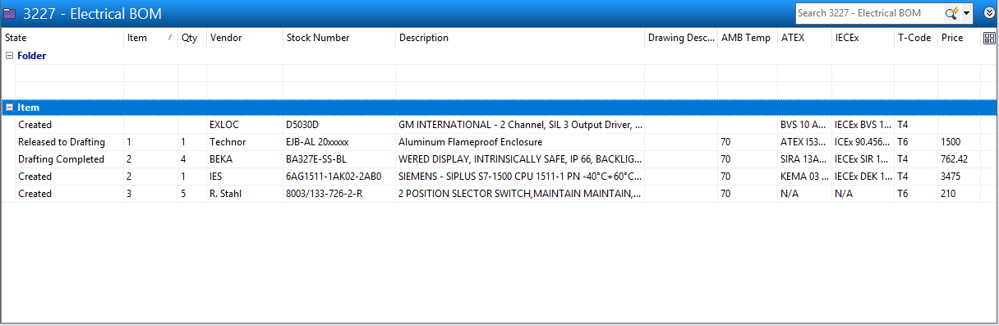 3227 - Electrical BOM
Search 3227 - Electrical BOM
State Item / Qty Vendor Stock Number Description Drawing Desc... AMB Temp ATEX IECEx T-Code Price
Folder
Item
Created EXLOC D5030D GM INTERNATIONAL - 2 Channel, SIL 3 Output Driver, ... BVS 10 A... IECEx BVS 1... T4
Released to Drafting 1 1 Technor EJB-AL 20xxxxx Aluminum Flameproof Enclosure 70 ATEX I53... ICEx 90.456... T6 1500
Drafting Completed 2 4 BEKA BA327E-SS-BL WERED DISPLAY, INTRINSICALLY SAFE, IP 66, BACKLIG... 70 SIRA 13A... IECEx SIR 1... T4 762.42
Created 2 1 IES 6AG1511-1AK02-2AB0 SIEMENS - SIPLUS S7-1500 CPU 1511-1 PN -40°C+60°C... KEMA 03 ... IECEx DEK 1... T4 3475
Created 3 5 R. Stahl 8003/133-726-2-R 2 POSITION SLECTOR SWITCH,MAINTAIN MAINTAIN,... 70 N/A N/A T6 210